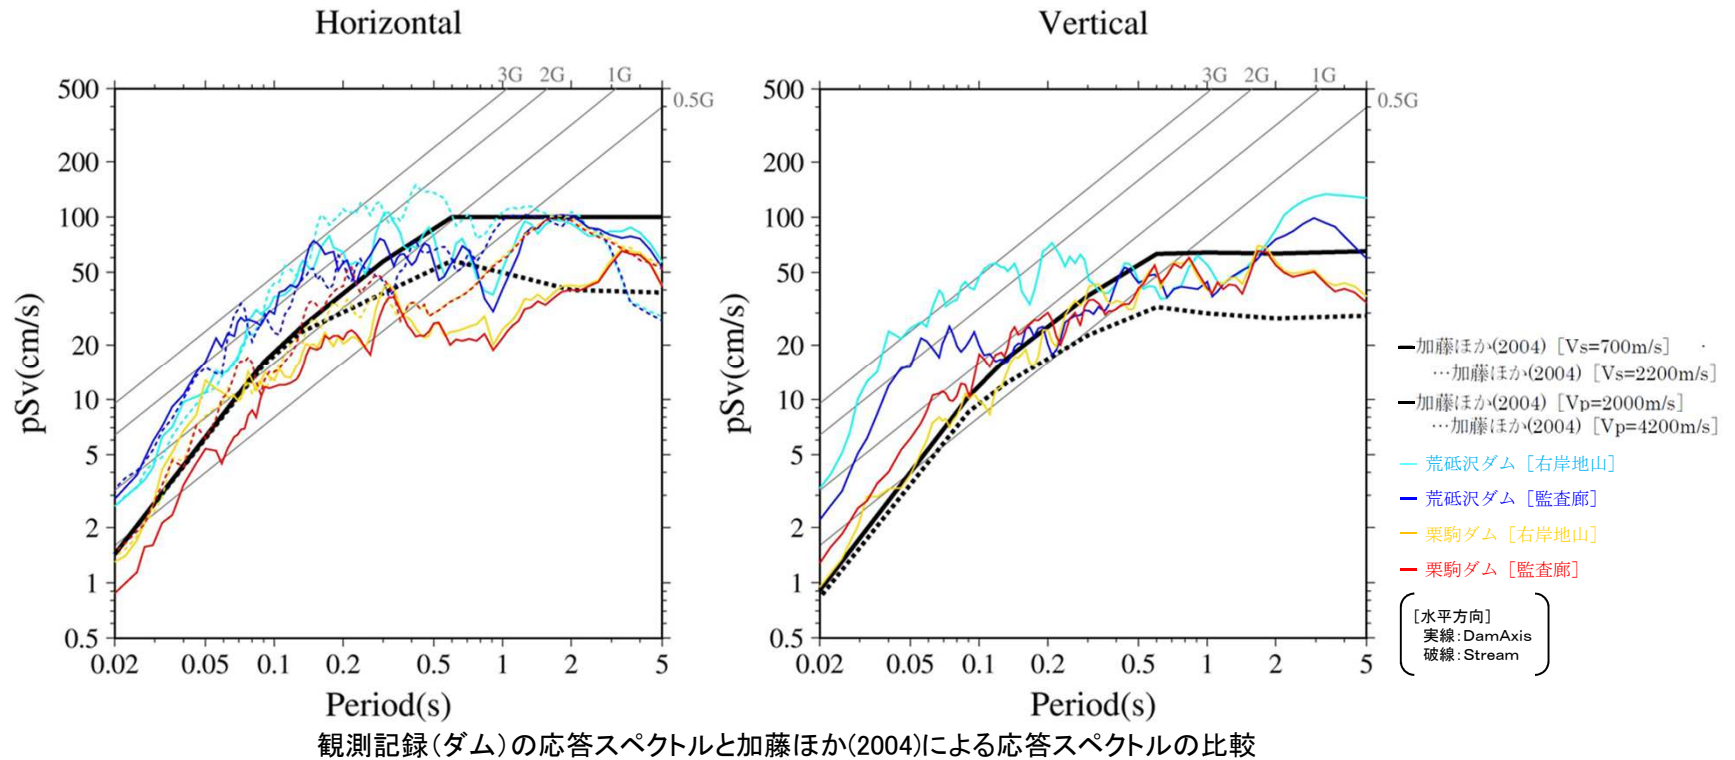 Horizontal
3G 2G 1G
0.5G
500
200
100
50
20
10
5
2
1
0.5
pSv(cm/s)
0.02 0.05 0.1 0.2 0.5 1 2 5
Period(s)
Vertical
3G 2G 1G
0.5G
500
200
100
50
20
10
5
2
1
0.5
pSv(cm/s)
0.02 0.05 0.1 0.2 0.5 1 2 5
Period(s)
加藤ほか(2004)［Vs=700m/s］
…加藤ほか(2004)［Vs=2200m/s］
加藤ほか(2004)［Vp=2000m/s］
…加藤ほか(2004)［Vp=4200m/s］
荒砥沢ダム［右岸地山］
荒砥沢ダム［監査廊］
栗駒ダム［右岸地山］
栗駒ダム［監査廊］
［水平方向］
実線：DamAxis
破線：Stream
観測記録（ダム）の応答スペクトルと加藤ほか(2004)による応答スペクトルの比較